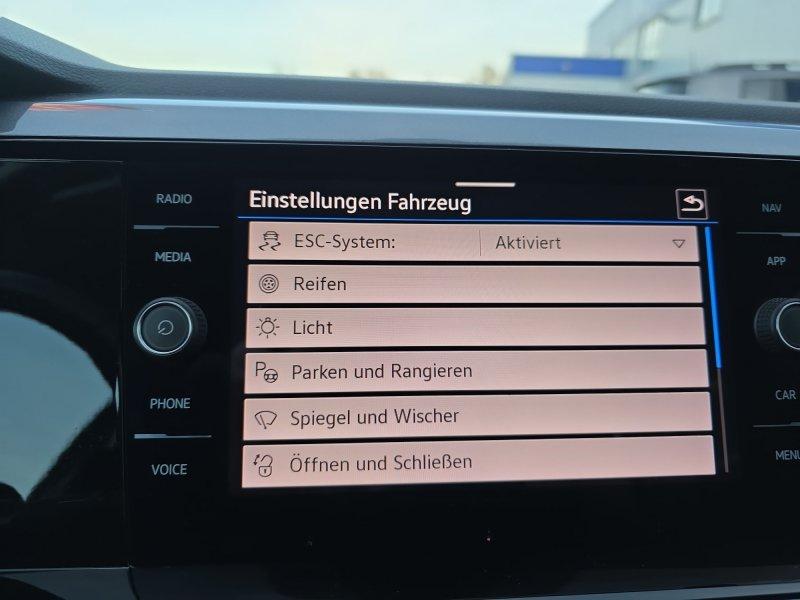 Einstellungen Fahrzeug
RADIO
MEDIA
PHONE
VOICE
ESC-System: Aktiviert
Reifen
Licht
Parken und Rangieren
Spiegel und Wischer
Öffnen und Schließen
NAV
APP
CAR
MENU